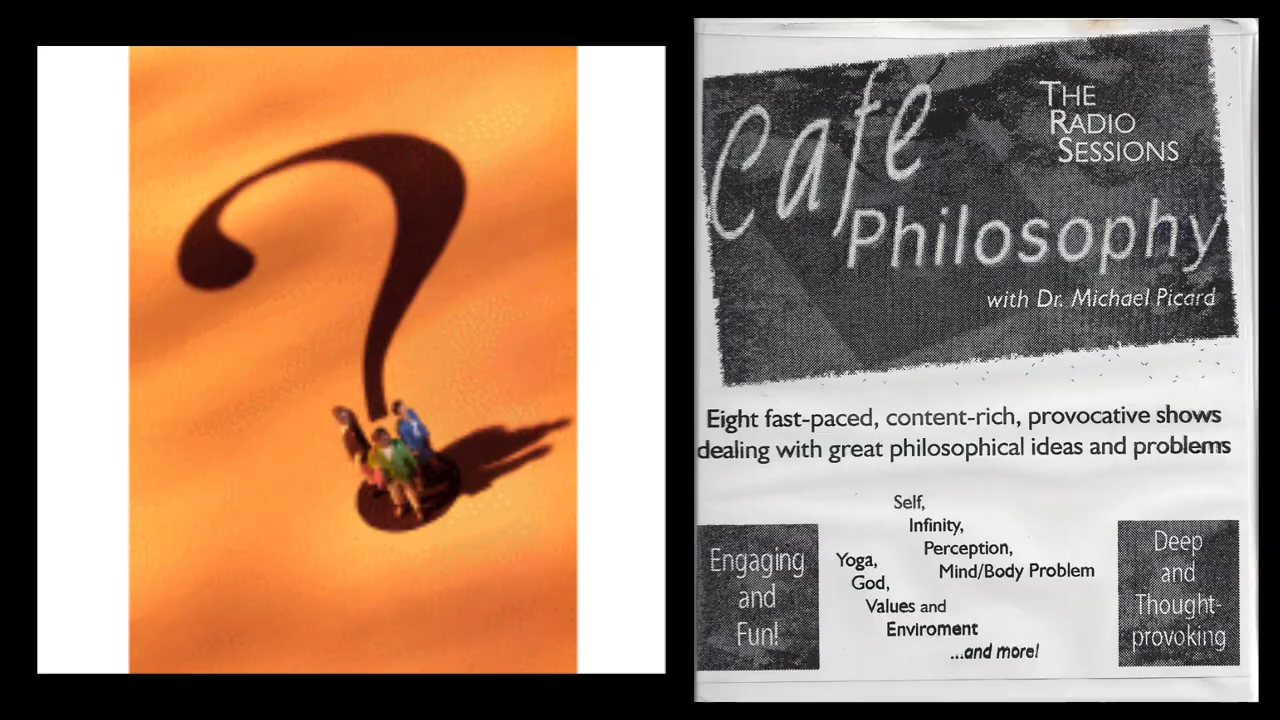 Cafe
THE
RADIO
SESSIONS
Philosophy
with Dr. Michael Picard
Eight fast-paced, content-rich, provocative shows
dealing with great philosophical ideas and problems
Self,
Infinity,
Perception,
Mind/Body Problem
Yoga,
God,
Values and
Enviroment
...and more!
Engaging
and
Fun!
Deep
and
Thought-
provoking